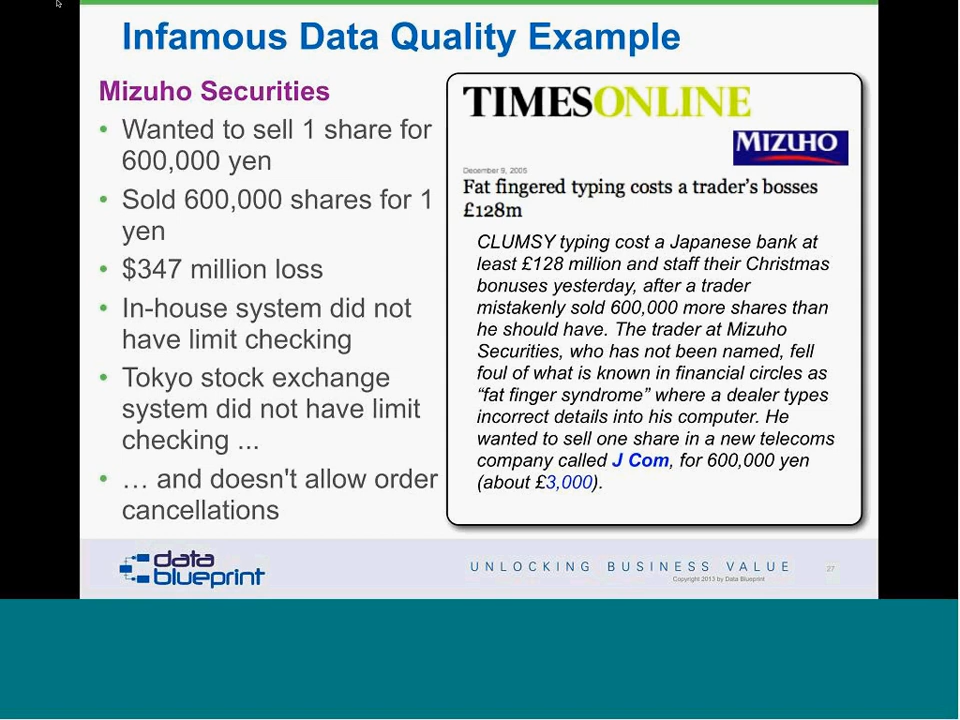 Infamous Data Quality Example
Mizuho Securities
• Wanted to sell 1 share for
600,000 yen
• Sold 600,000 shares for 1
yen
• $347 million loss
• In-house system did not
have limit checking
• Tokyo stock exchange
system did not have limit
checking ...
• … and doesn't allow order
cancellations
TIMESONLINE
MIZUHO
December 9, 2005
Fat fingered typing costs a trader's bosses
£128m
CLUMSY typing cost a Japanese bank at
least £128 million and staff their Christmas
bonuses yesterday, after a trader
mistakenly sold 600,000 more shares than
he should have. The trader at Mizuho
Securities, who has not been named, fell
foul of what is known in financial circles as
“fat finger syndrome” where a dealer types
incorrect details into his computer. He
wanted to sell one share in a new telecoms
company called J Com, for 600,000 yen
(about £3,000).
data
blueprint
UNLOCKING BUSINESS VALUE
Copyright 2013 by Data Blueprint
27